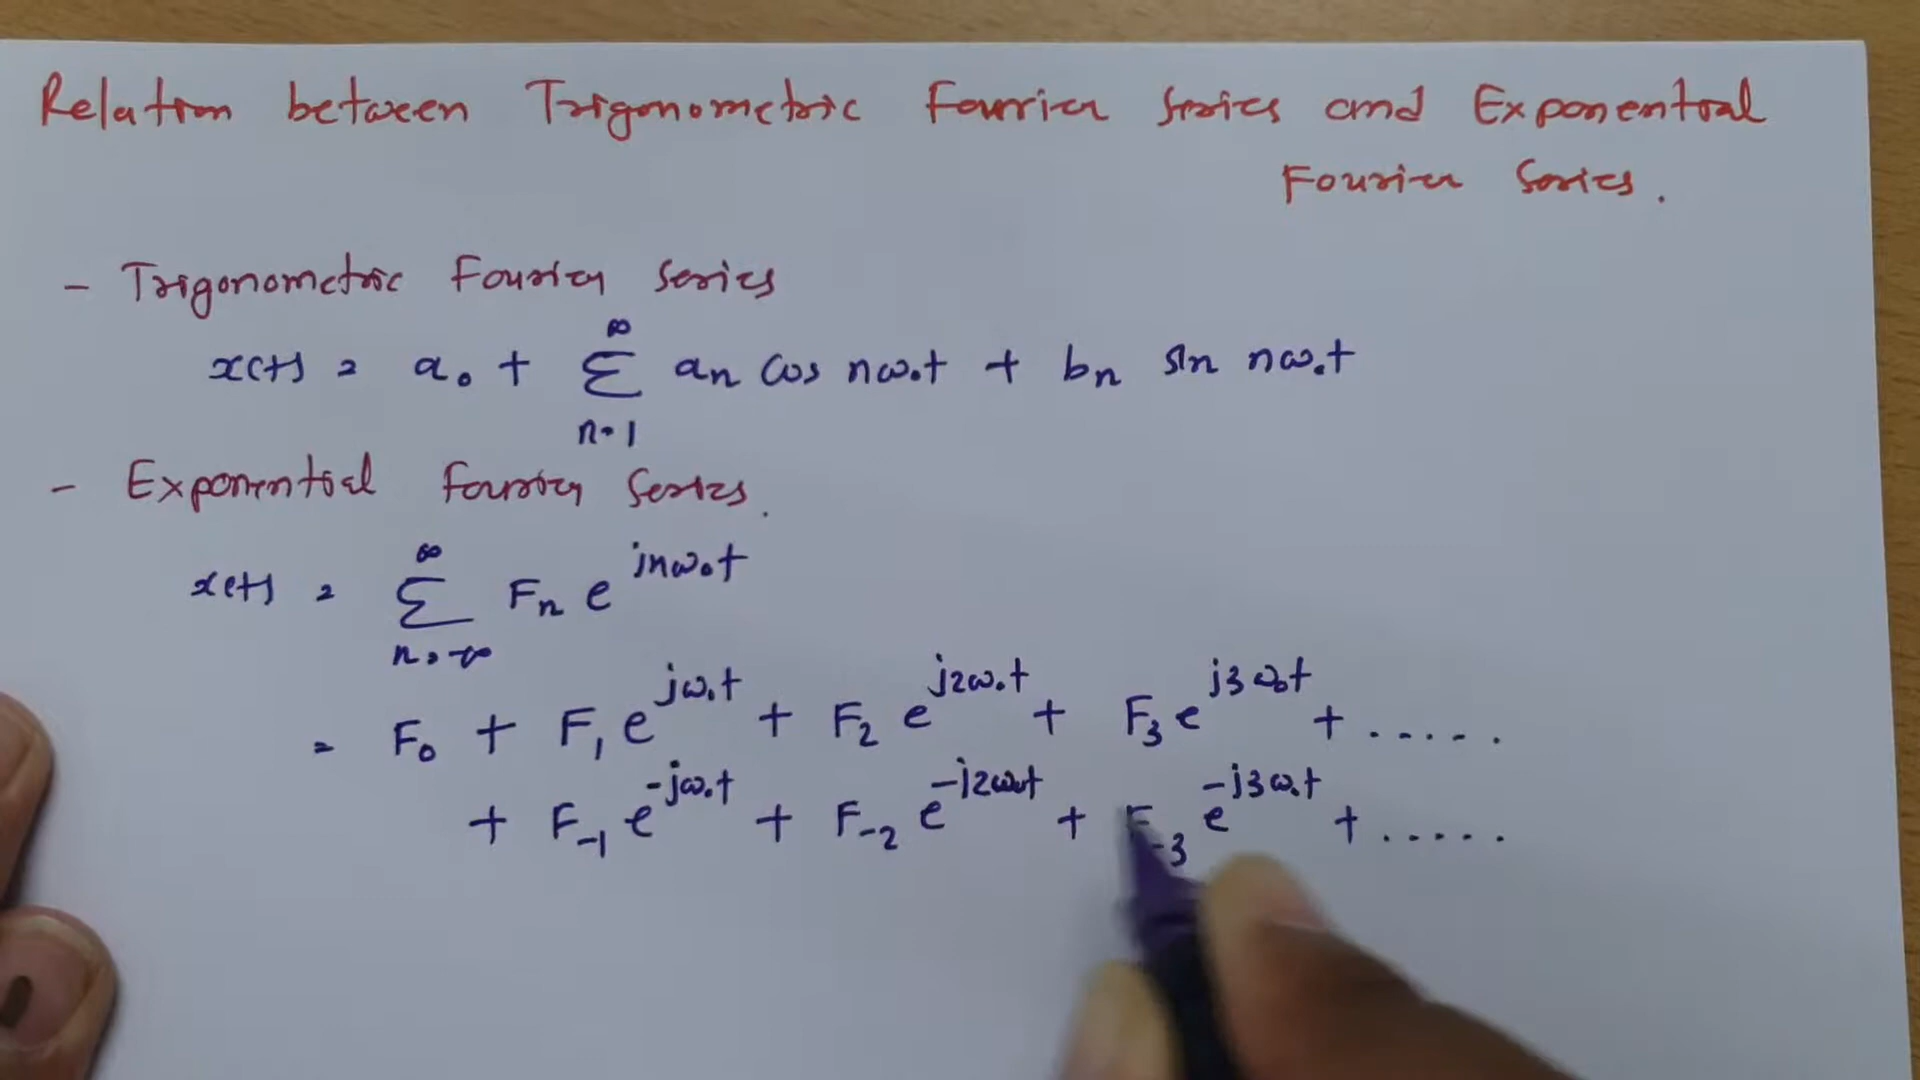 Relation between Trigonometric Fourier Series and Exponential
Fourier Series.
- Trigonometric Fourier Series
x(t) = a₀ + ∑_{n=1}^{∞} aₙ cos nω₀t + bₙ sin nω₀t
- Exponential Fourier Series.
x(t) = ∑_{n=-∞}^{∞} Fₙ e^{jnω₀t}
= F₀ + F₁ e^{jω₀t} + F₂ e^{j2ω₀t} + F₃ e^{j3ω₀t} + .....
+ F₋₁ e^{-jω₀t} + F₋₂ e^{-j2ω₀t} + F₋₃ e^{-j3ω₀t} + .....